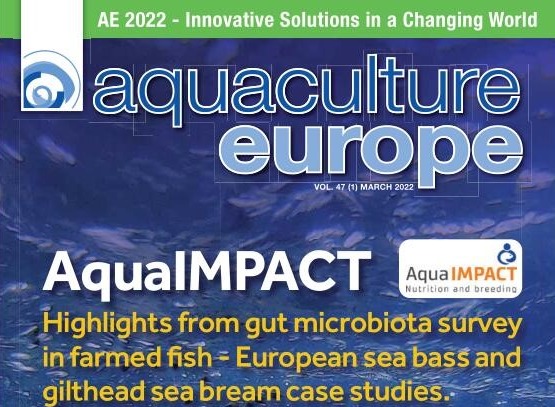 AE 2022 - Innovative Solutions in a Changing World
aquaculture
europe
VOL. 47 (1) MARCH 2022
AquaIMPACT
AquaIMPACT
Nutrition and breeding
Highlights from gut microbiota survey
in farmed fish - European sea bass and
gilthead sea bream case studies.